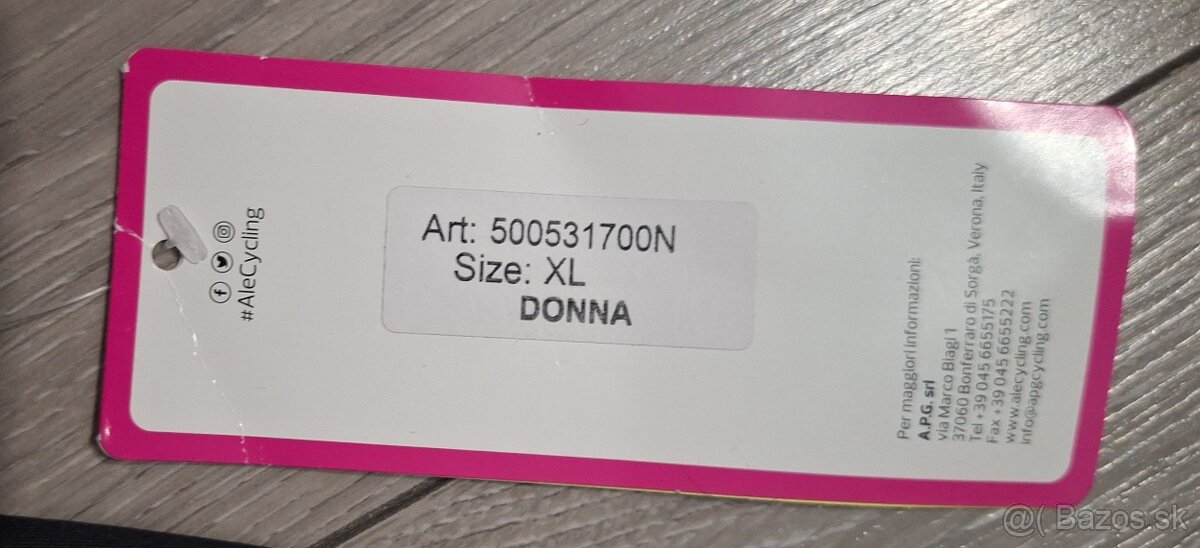 #AleCycling
Art: 500531700N
Size: XL
DONNA
Per maggiori informazioni:
A.P.G. srl
via Marco Biagi 1
37060 Bonferraro di Sorgà, Verona, Italy
Tel +39 045 6655175
Fax +39 045 6655222
www.alecycling.com
info@apgcycling.com
@( Bazos.sk